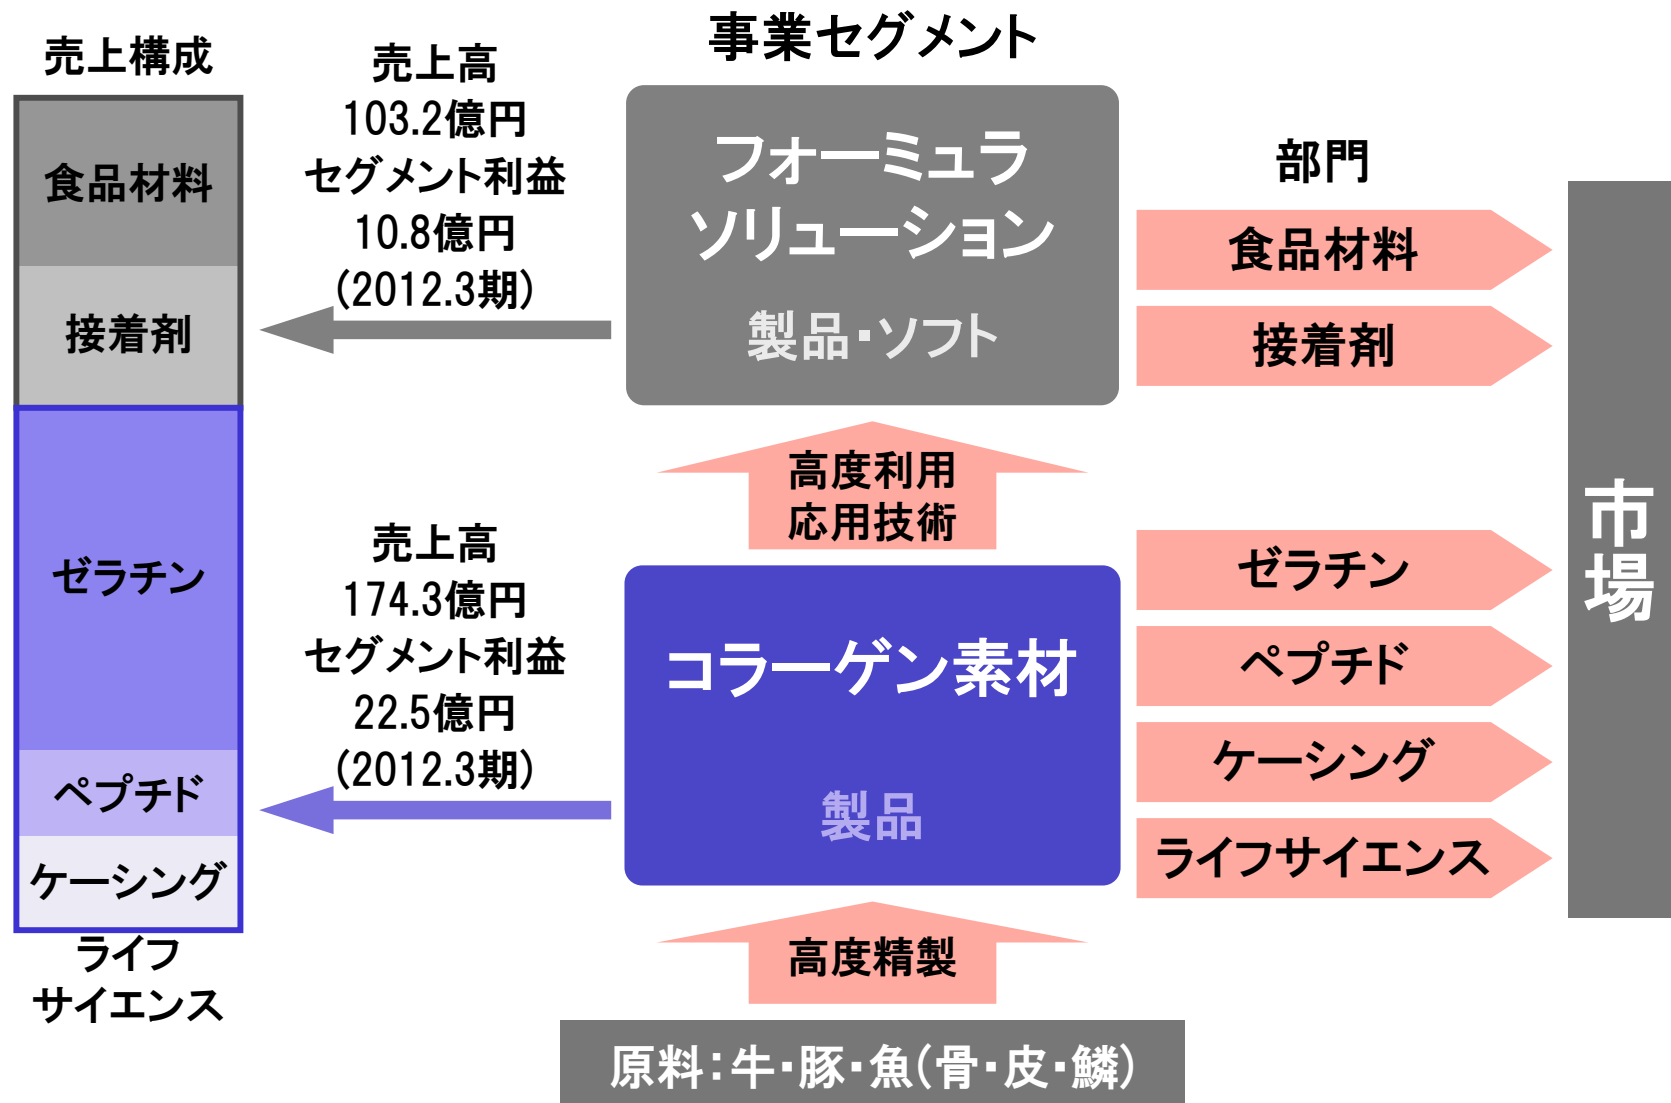 売上構成
食品材料
接着剤
ゼラチン
ペプチド
ケーシング
ライフ
サイエンス
売上高
103.2億円
セグメント利益
10.8億円
(2012.3期)
売上高
174.3億円
セグメント利益
22.5億円
(2012.3期)
事業セグメント
フォーミュラ
ソリューション
製品・ソフト
高度利用
応用技術
コラーゲン素材
製品
高度精製
原料：牛・豚・魚(骨・皮・鱗)
部門
食品材料
接着剤
ゼラチン
ペプチド
ケーシング
ライフサイエンス
市場